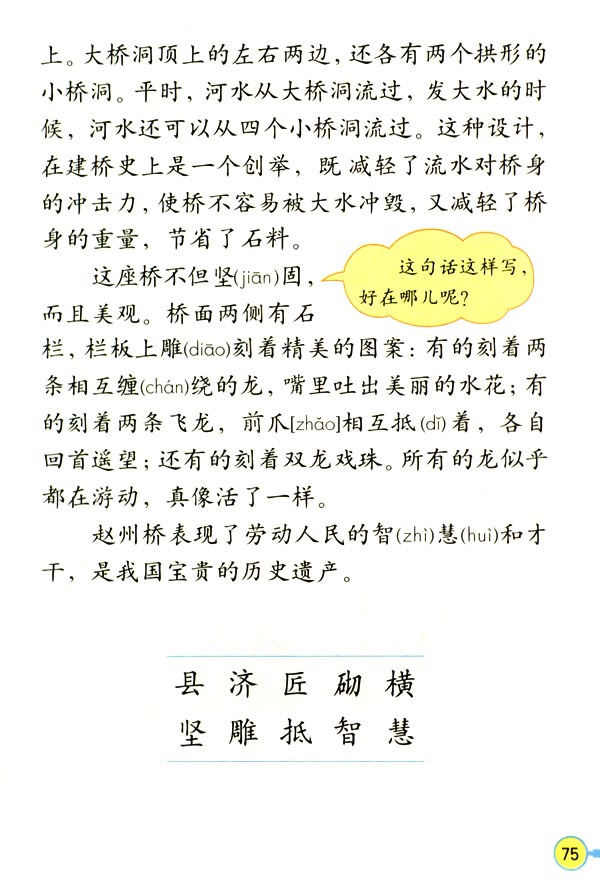 上。大桥洞顶上的左右两边，还各有两个拱形的
小桥洞。平时，河水从大桥洞流过，发大水的时
候，河水还可以从四个小桥洞流过。这种设计，
在建桥史上是一个创举，既减轻了流水对桥身
的冲击力，使桥不容易被大水冲毁，又减轻了桥
身的重量，节省了石料。
这座桥不但坚(jiān)固，
而且美观。桥面两侧有石
这句话这样写，
好在哪儿呢？
栏，栏板上雕(diāo)刻着精美的图案：有的刻着两
条相互缠(chán)绕的龙，嘴里吐出美丽的水花；有
的刻着两条飞龙，前爪[zhǎo]相互抵(dǐ)着，各自
回首遥望；还有的刻着双龙戏珠。所有的龙似乎
都在游动，真像活了一样。
赵州桥表现了劳动人民的智(zhì)慧(huì)和才
干，是我国宝贵的历史遗产。
县 济 匠 砌 横
坚 雕 抵 智 慧
75